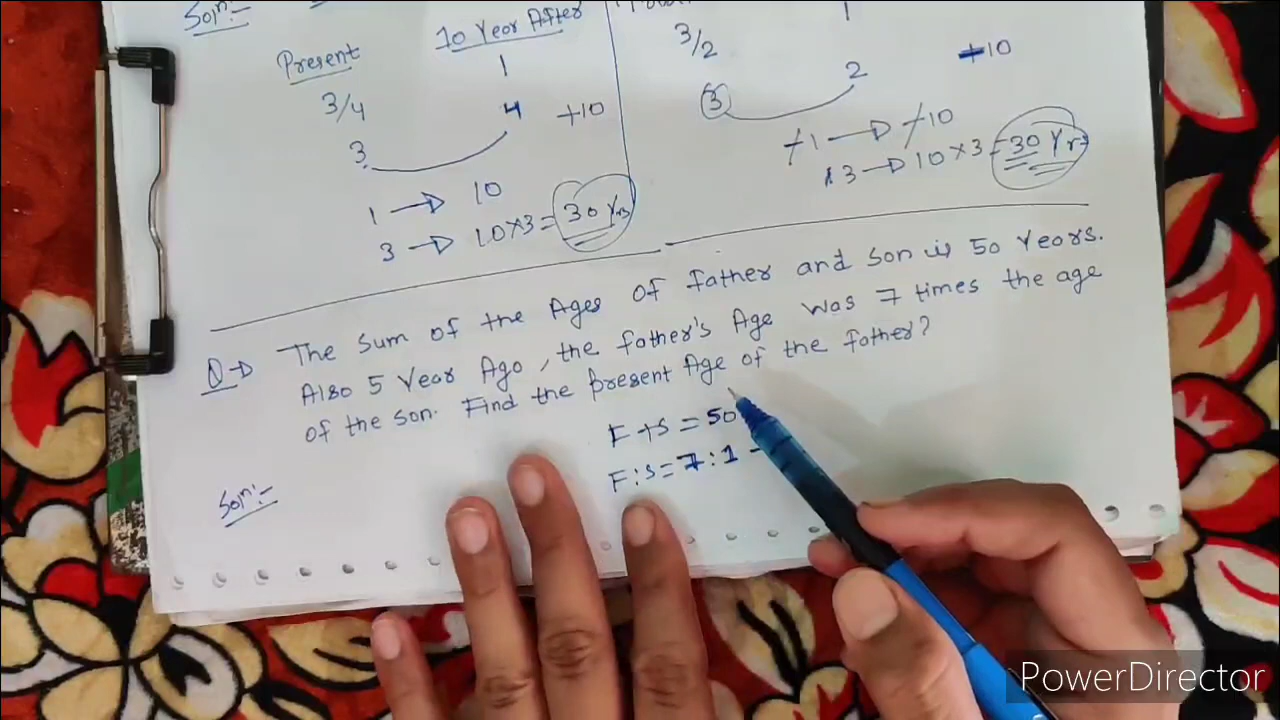 Soln:-
Present
10 Year After
3/4
1
3
4
+10
1 → 10
3 → 10×3 = 30 Yrs
3/2
1
3
2
+10
+1 → +10
3 → 10×3 = 30 Yrs
Q→ The Sum of the Ages of father and son is 50 Years.
Also 5 Year Ago, the father's Age was 7 times the age
of the son. Find the present Age of the father?
F+S = 50
F:S = 7:1 -
Soln:-
PowerDirector